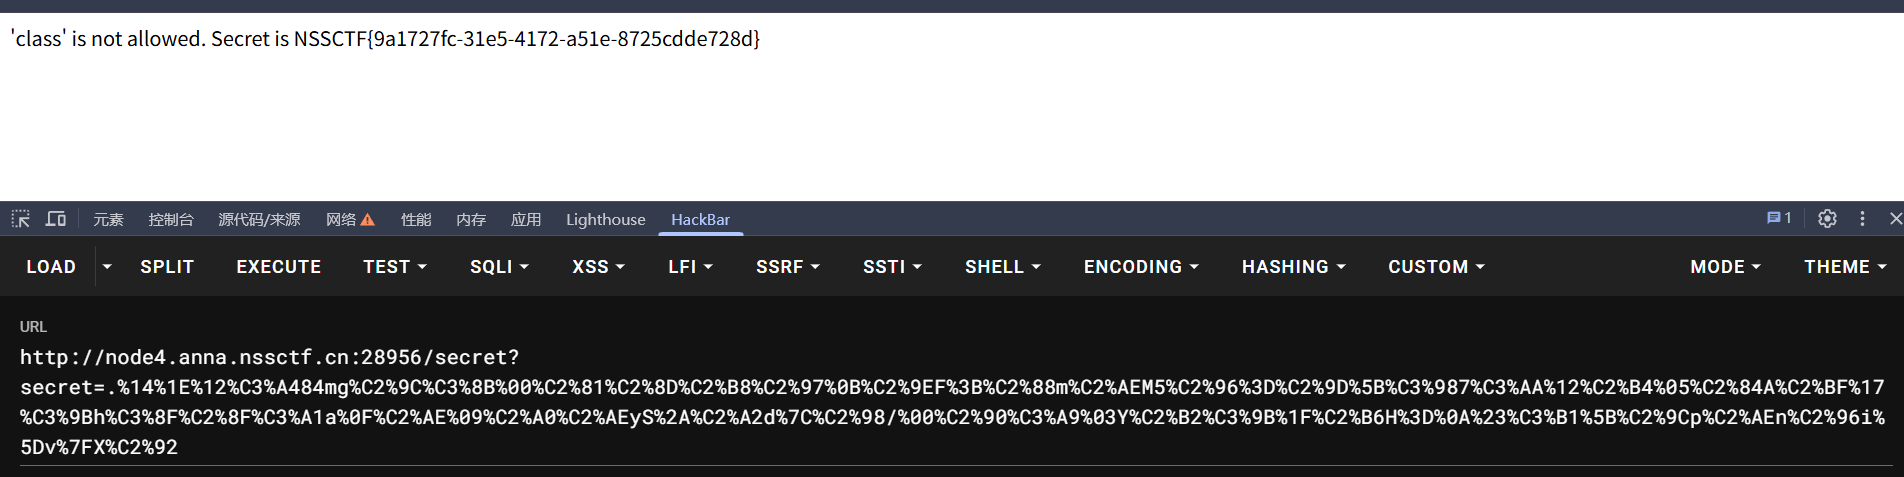 'class' is not allowed. Secret is NSSCTF{9a1727fc-31e5-4172-a51e-8725cdde728d}
元素 控制台 源代码/来源 网络 性能 内存 应用 Lighthouse HackBar 1
LOAD SPLIT EXECUTE TEST SQLI XSS LFI SSRF SSTI SHELL ENCODING HASHING CUSTOM MODE THEME
URL
http://node4.anna.nssctf.cn:28956/secret?
secret=.%14%1E%12%C3%A484mg%C2%9C%C3%8B%00%C2%81%C2%8D%C2%B8%C2%97%0B%C2%9EF%3B%C2%88m%C2%AEM5%C2%96%3D%C2%9D%5B%C3%987%C3%AA%12%C2%B4%05%C2%84A%C2%BF%17
%C3%9Bh%C3%8F%C2%8F%C3%A1a%0F%C2%AE%09%C2%A0%C2%AEyS%2A%C2%A2d%7C%C2%98/%00%C2%90%C3%A9%03Y%C2%B2%C3%9B%1F%C2%B6H%3D%0A%23%C3%B1%5B%C2%9Cp%C2%AEn%C2%96i%
5Dv%7FX%C2%92